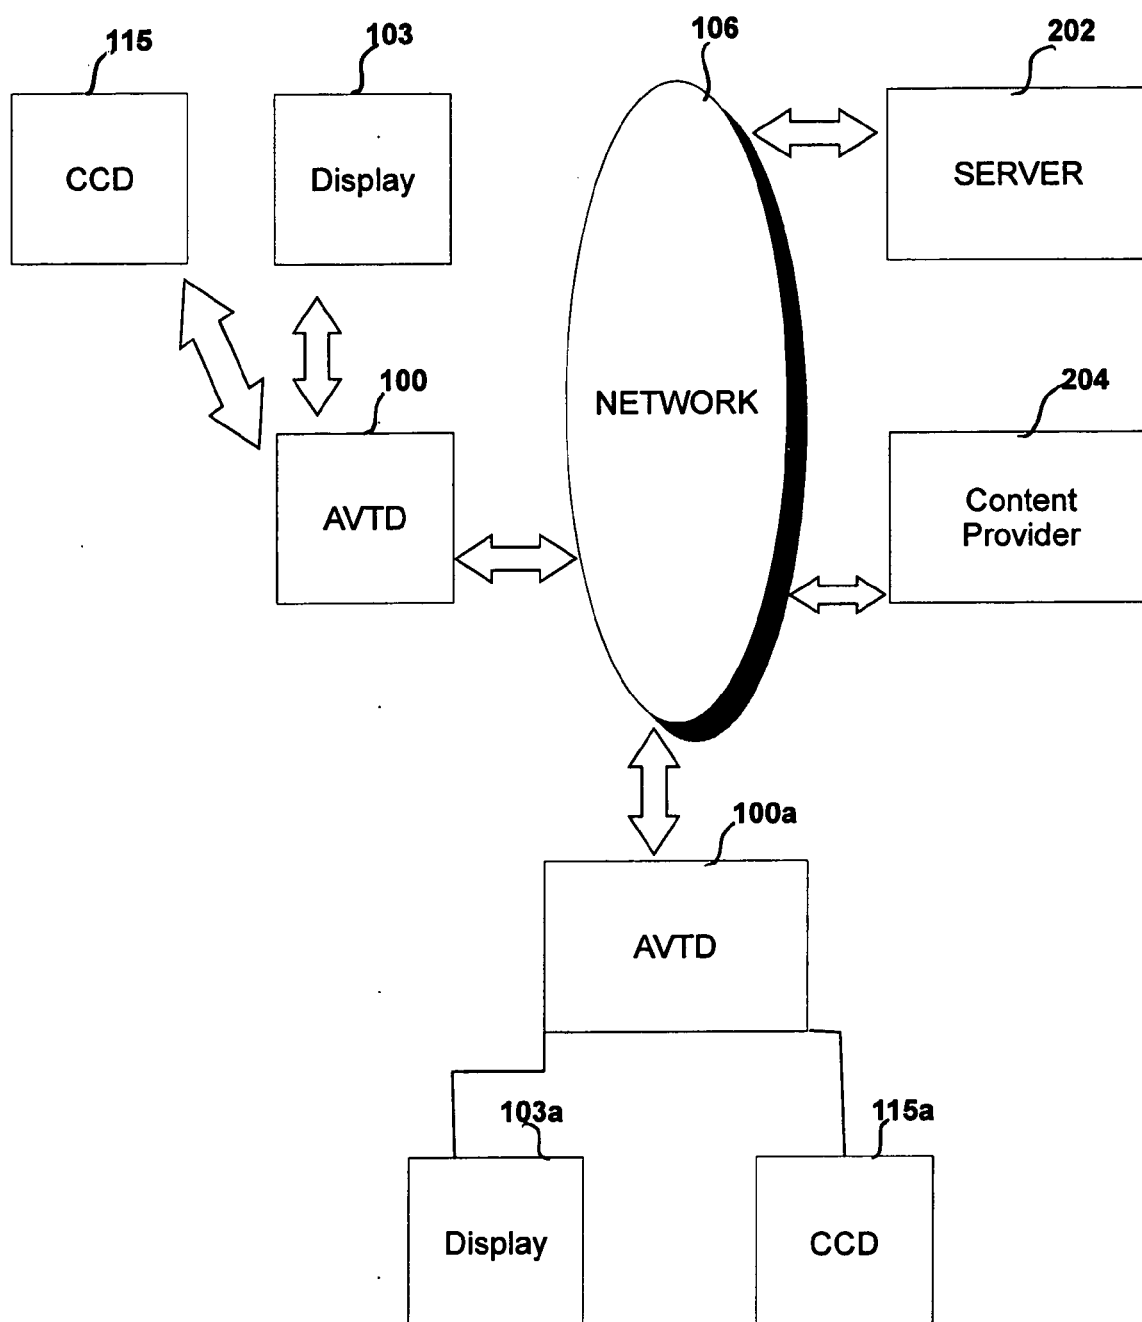 115
103
106
202
CCD
Display
SERVER
100
204
NETWORK
AVTD
Content
Provider
100a
AVTD
103a
115a
Display
CCD